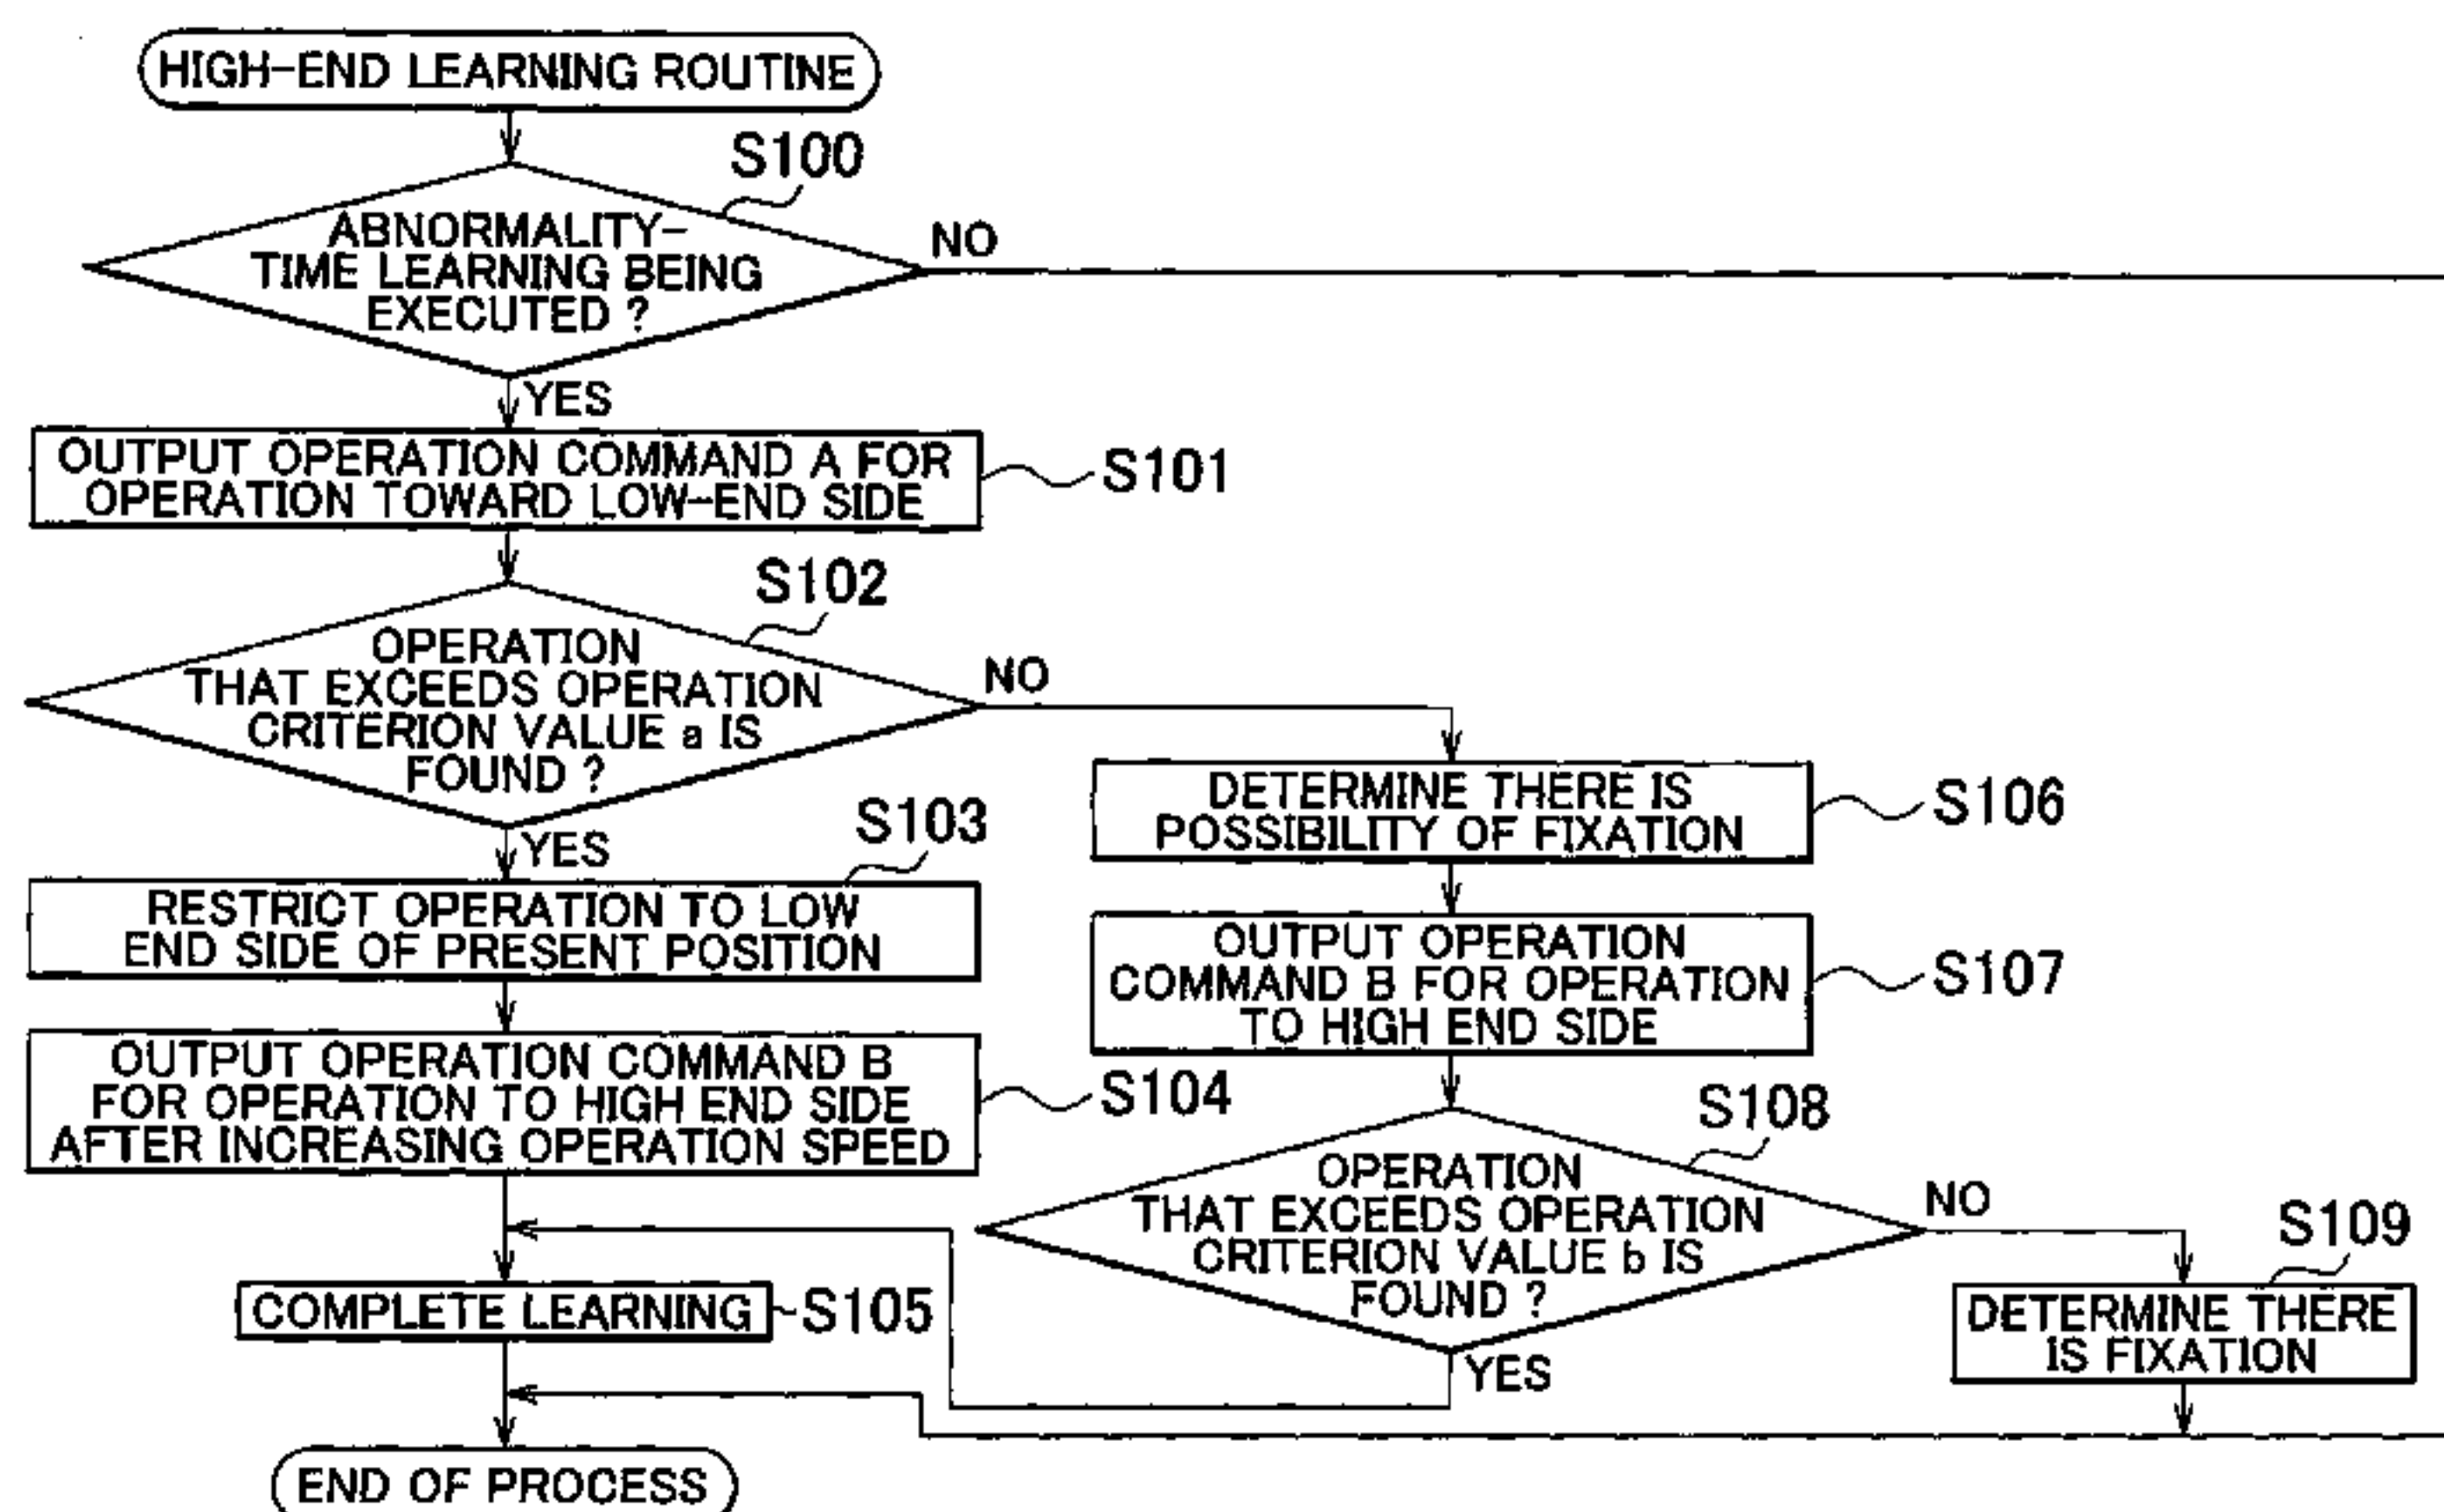 HIGH-END LEARNING ROUTINE
S100
ABNORMALITY-
TIME LEARNING BEING
EXECUTED ?
NO
YES
OUTPUT OPERATION COMMAND A FOR
OPERATION TOWARD LOW-END SIDE
S101
S102
OPERATION
THAT EXCEEDS OPERATION
CRITERION VALUE a IS
FOUND ?
NO
YES
S103
RESTRICT OPERATION TO LOW
END SIDE OF PRESENT POSITION
OUTPUT OPERATION COMMAND B
FOR OPERATION TO HIGH END SIDE
AFTER INCREASING OPERATION SPEED
S104
COMPLETE LEARNING
S105
DETERMINE THERE IS
POSSIBILITY OF FIXATION
S106
OUTPUT OPERATION
COMMAND B FOR OPERATION
TO HIGH END SIDE
S107
S108
OPERATION
THAT EXCEEDS OPERATION
CRITERION VALUE b IS
FOUND ?
NO
YES
S109
DETERMINE THERE
IS FIXATION
END OF PROCESS